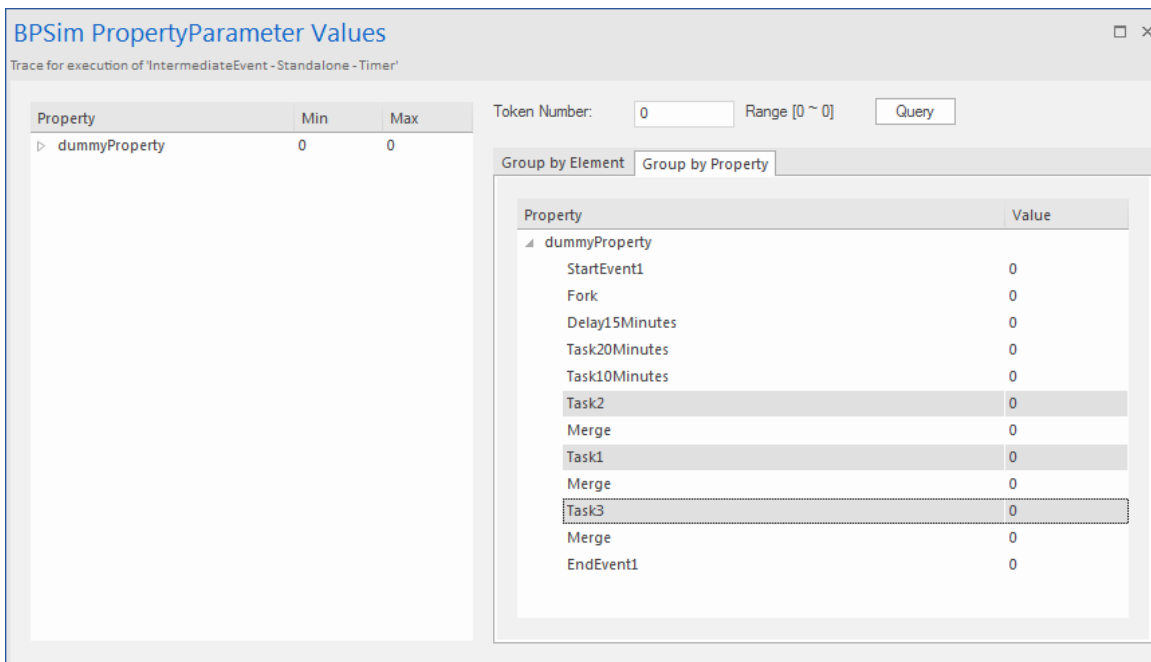 BPSim PropertyParameter Values
Trace for execution of 'IntermediateEvent - Standalone - Timer'
Property Min Max
dummyProperty 0 0
Token Number: 0 Range [0 ~ 0] Query
Group by Element Group by Property
Property Value
dummyProperty
StartEvent1 0
Fork 0
Delay15Minutes 0
Task20Minutes 0
Task10Minutes 0
Task2 0
Merge 0
Task1 0
Merge 0
Task3 0
Merge 0
EndEvent1 0